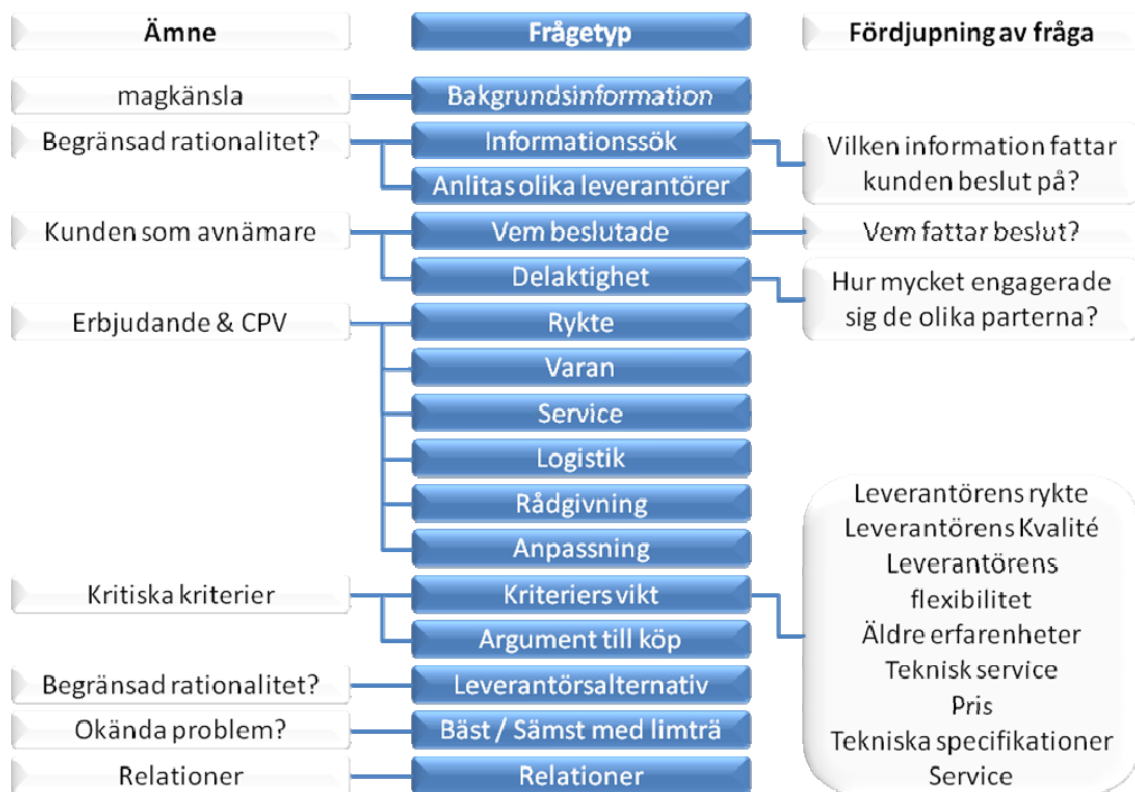 Ämne
Frågetyp
Fördjupning av fråga
magkänsla
Bakgrundsinformation
Begränsad rationalitet?
Informationssök
Vilken information fattar
kunden beslut på?
Anlitas olika leverantörer
Kunden som avnämare
Vem beslutade
Vem fattar beslut?
Delaktighet
Hur mycket engagerade
sig de olika parterna?
Erbjudande & CPV
Rykte
Varan
Service
Logistik
Rådgivning
Anpassning
Kritiska kriterier
Kriteriers vikt
Leverantörens rykte
Leverantörens Kvalité
Leverantörens
flexibilitet
Äldre erfarenheter
Teknisk service
Pris
Tekniska specifikationer
Service
Argument till köp
Begränsad rationalitet?
Leverantörsalternativ
Okända problem?
Bäst / Sämst med limträ
Relationer
Relationer